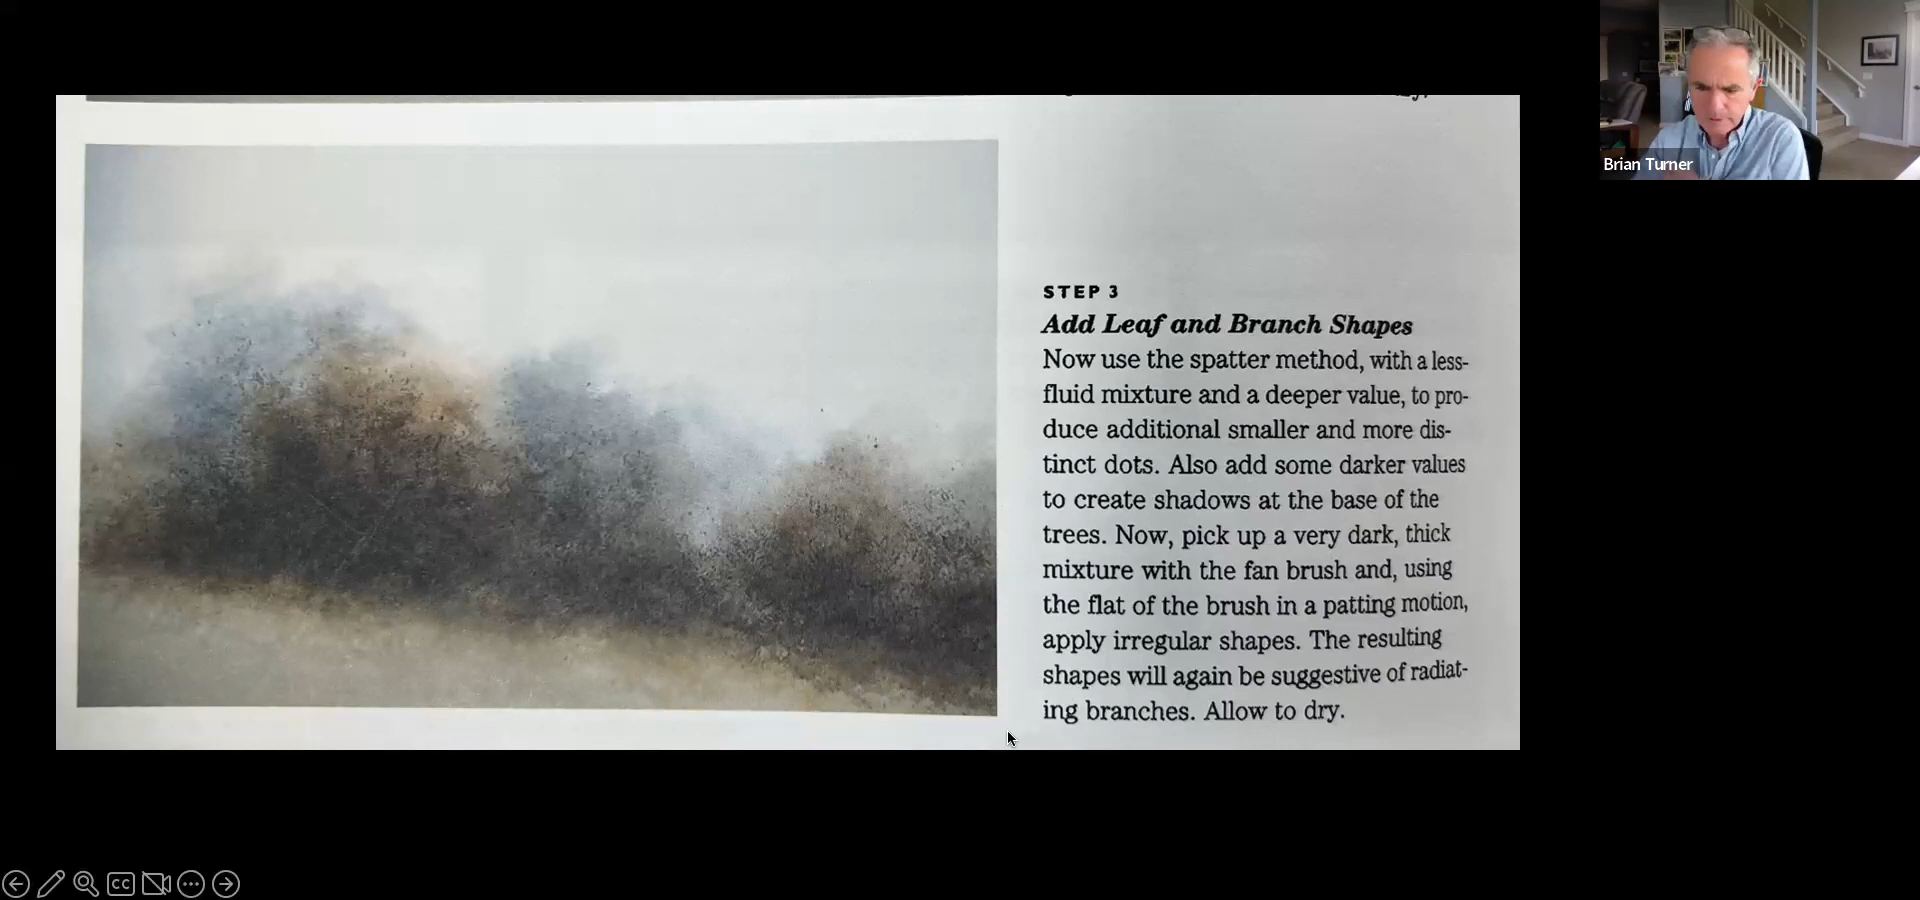 Brian Turner
STEP 3
Add Leaf and Branch Shapes
Now use the spatter method, with a less-
fluid mixture and a deeper value, to pro-
duce additional smaller and more dis-
tinct dots. Also add some darker values
to create shadows at the base of the
trees. Now, pick up a very dark, thick
mixture with the fan brush and, using
the flat of the brush in a patting motion,
apply irregular shapes. The resulting
shapes will again be suggestive of radiat-
ing branches. Allow to dry.
CC